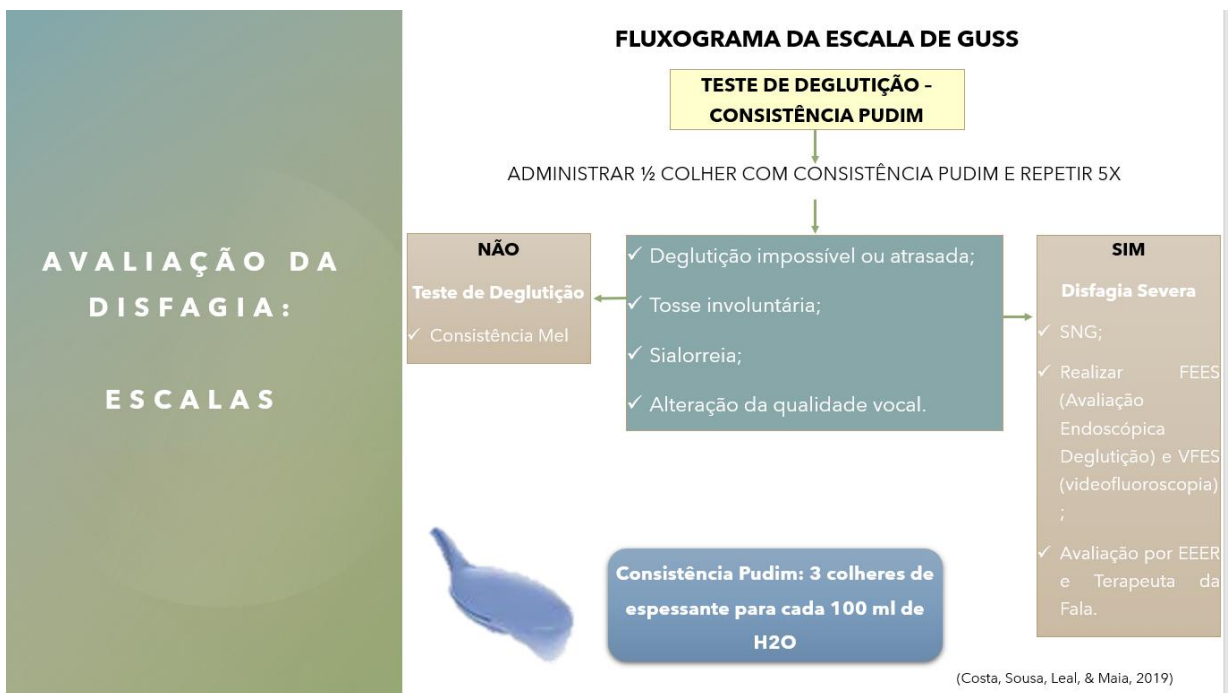 AVALIAÇÃO DA
DISFAGIA:
ESCALAS
FLUXOGRAMA DA ESCALA DE GUSS
TESTE DE DEGLUTIÇÃO –
CONSISTÊNCIA PUDIM
ADMINISTRAR ½ COLHER COM CONSISTÊNCIA PUDIM E REPETIR 5X
NÃO
Teste de Deglutição
✓ Consistência Mel
✓ Deglutição impossível ou atrasada;
✓ Tosse involuntária;
✓ Sialorreia;
✓ Alteração da qualidade vocal.
SIM
Disfagia Severa
✓ SNG;
✓ Realizar FEES
(Avaliação
Endoscópica
Deglutição) e VFES
(videofluoroscopia)
;
✓ Avaliação por EEER
e Terapeuta da
Fala.
Consistência Pudim: 3 colheres de
espessante para cada 100 ml de
H2O
(Costa, Sousa, Leal, & Maia, 2019)